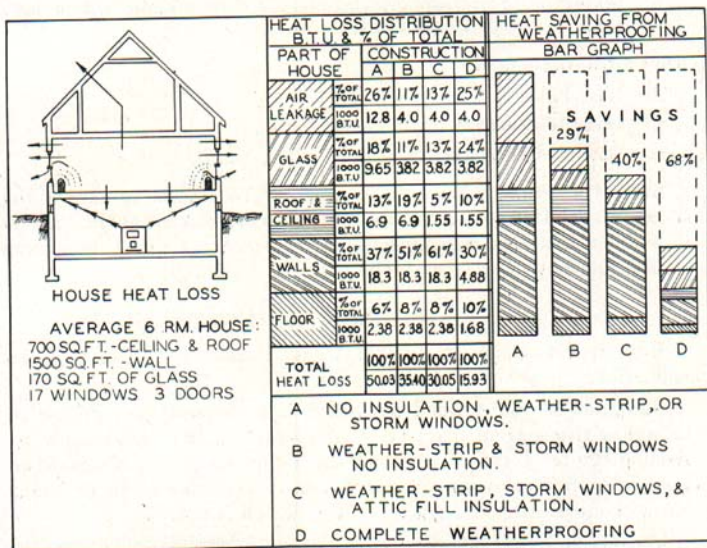 HOUSE HEAT LOSS
AVERAGE 6 RM. HOUSE:
700 SQ.FT.-CEILING & ROOF
1500 SQ.FT. -WALL
170 SQ.FT. OF GLASS
17 WINDOWS 3 DOORS
HEAT LOSS DISTRIBUTION
B.T.U & % OF TOTAL
PART OF HOUSE
CONSTRUCTION
A B C D
AIR LEAKAGE
% OF TOTAL 26% 11% 13% 25%
1000 B.T.U. 12.8 4.0 4.0 4.0
GLASS
% OF TOTAL 18% 11% 13% 24%
1000 B.T.U. 9.65 3.82 3.82 3.82
ROOF & CEILING
% OF TOTAL 13% 19% 5% 10%
1000 B.T.U. 6.9 6.9 1.55 1.55
WALLS
% OF TOTAL 37% 51% 61% 30%
1000 B.T.U. 18.3 18.3 18.3 4.88
FLOOR
% OF TOTAL 6% 8% 8% 10%
1000 B.T.U. 2.38 2.38 2.38 1.68
TOTAL HEAT LOSS
100% 100% 100% 100%
50.03 35.40 30.05 15.93
HEAT SAVING FROM
WEATHERPROOFING
BAR GRAPH
SAVINGS
29%
40%
68%
A B C D
A NO INSULATION, WEATHER-STRIP, OR
STORM WINDOWS.
B WEATHER-STRIP & STORM WINDOWS
NO INSULATION.
C WEATHER-STRIP, STORM WINDOWS, &
ATTIC FILL INSULATION.
D COMPLETE WEATHERPROOFING